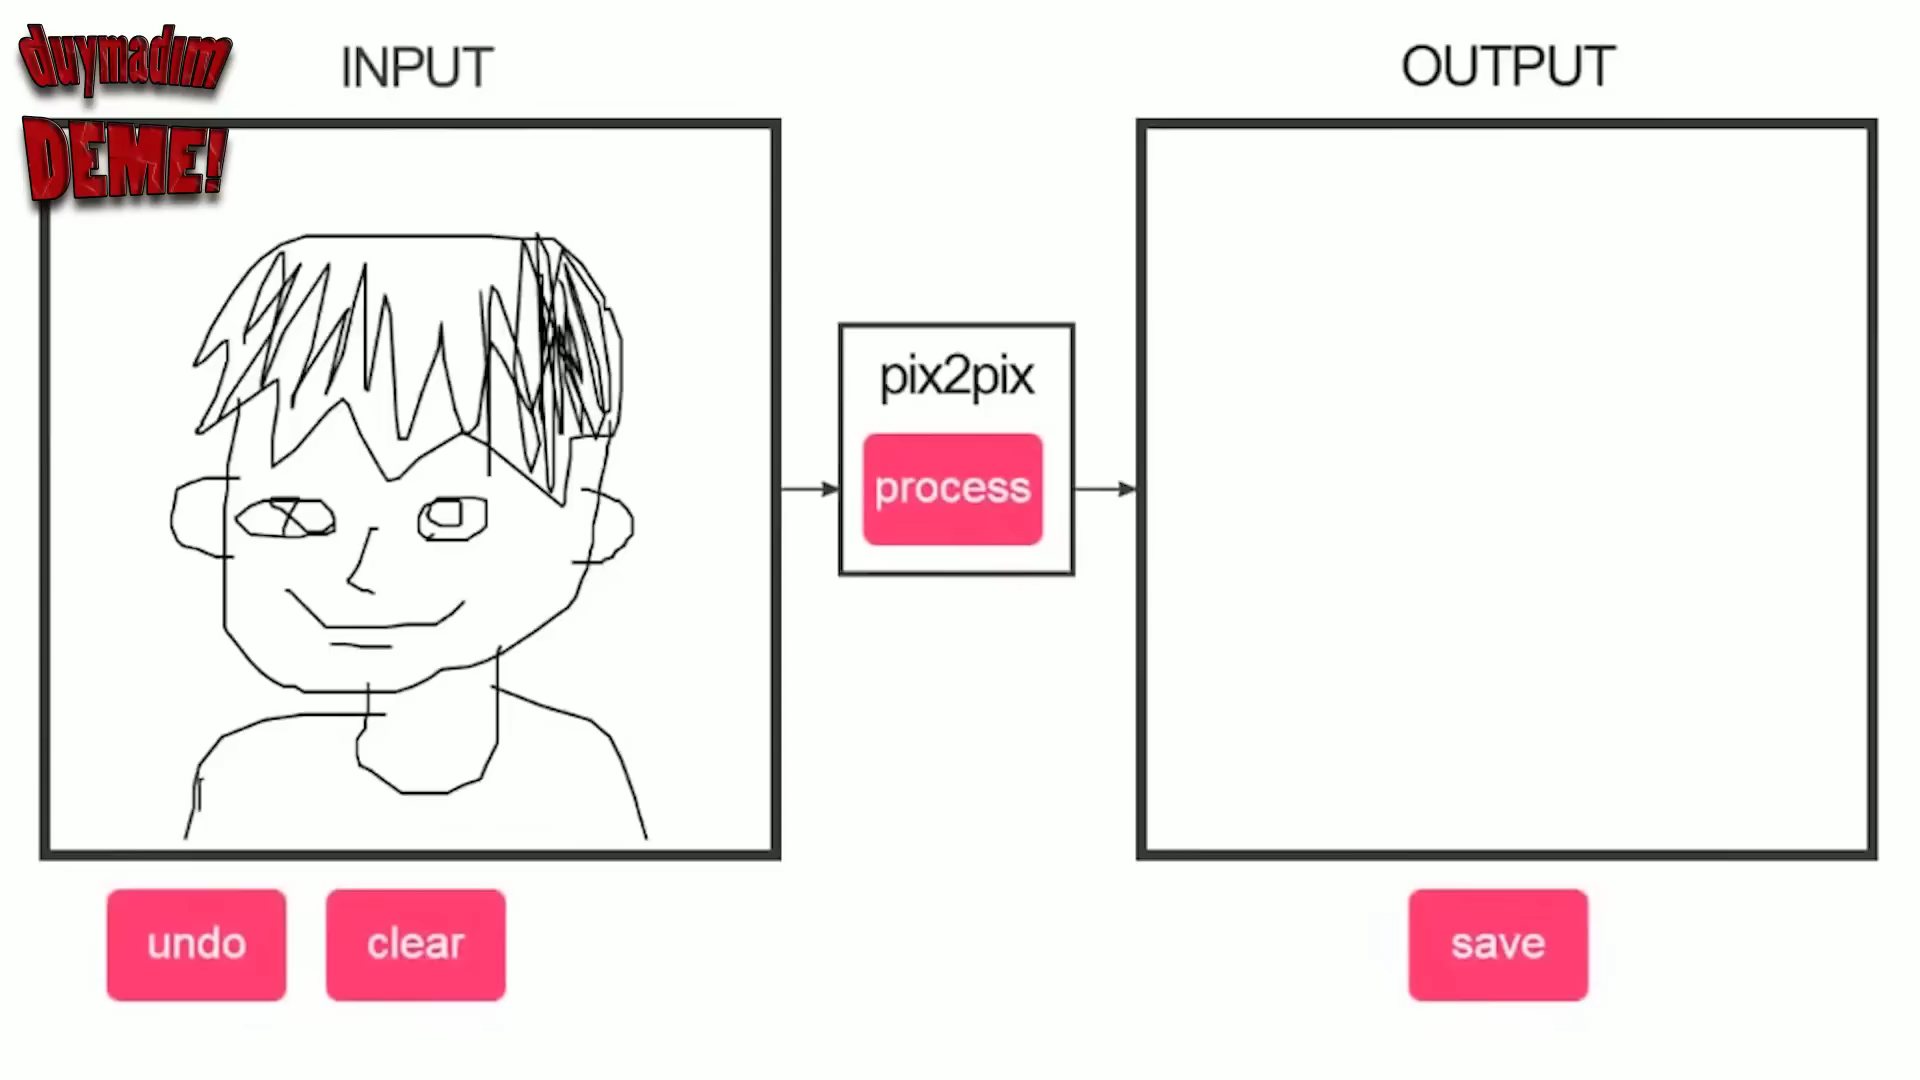 duymadım
DEME!
INPUT
OUTPUT
pix2pix
process
undo
clear
save